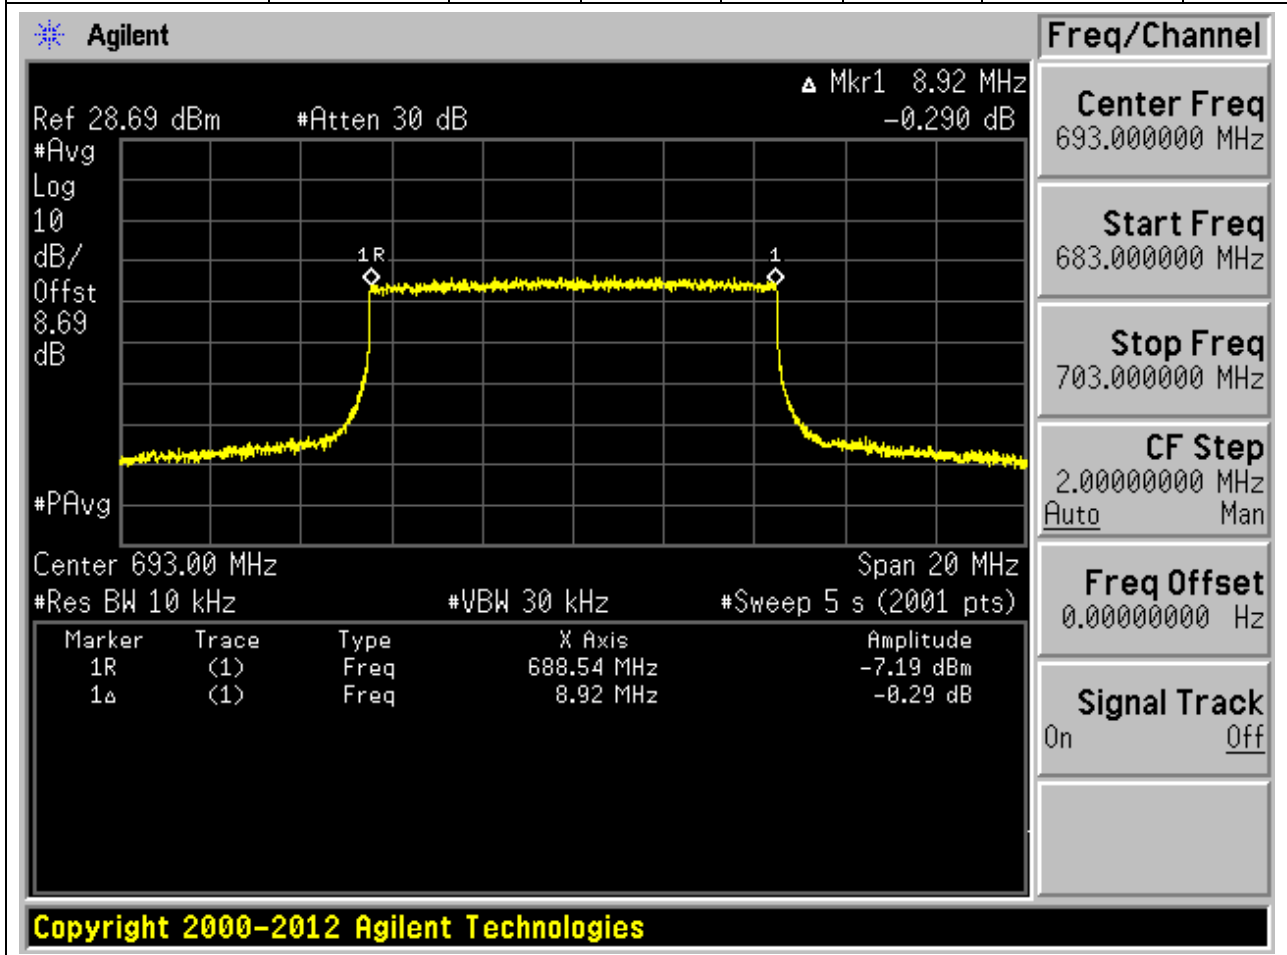 Agilent
Freq/Channel
▵ Mkr1 8.92 MHz
Ref 28.69 dBm #Atten 30 dB -0.290 dB
#Avg
Log
10
dB/
Offst
8.69
dB
1R
1
#PAvg
Center 693.00 MHz Span 20 MHz
#Res BW 10 kHz #VBW 30 kHz #Sweep 5 s (2001 pts)
Marker Trace Type X Axis Amplitude
1R (1) Freq 688.54 MHz -7.19 dBm
1▵ (1) Freq 8.92 MHz -0.29 dB
Center Freq
693.000000 MHz
Start Freq
683.000000 MHz
Stop Freq
703.000000 MHz
CF Step
2.00000000 MHz
Auto Man
Freq Offset
0.00000000 Hz
Signal Track
On Off
Copyright 2000-2012 Agilent Technologies